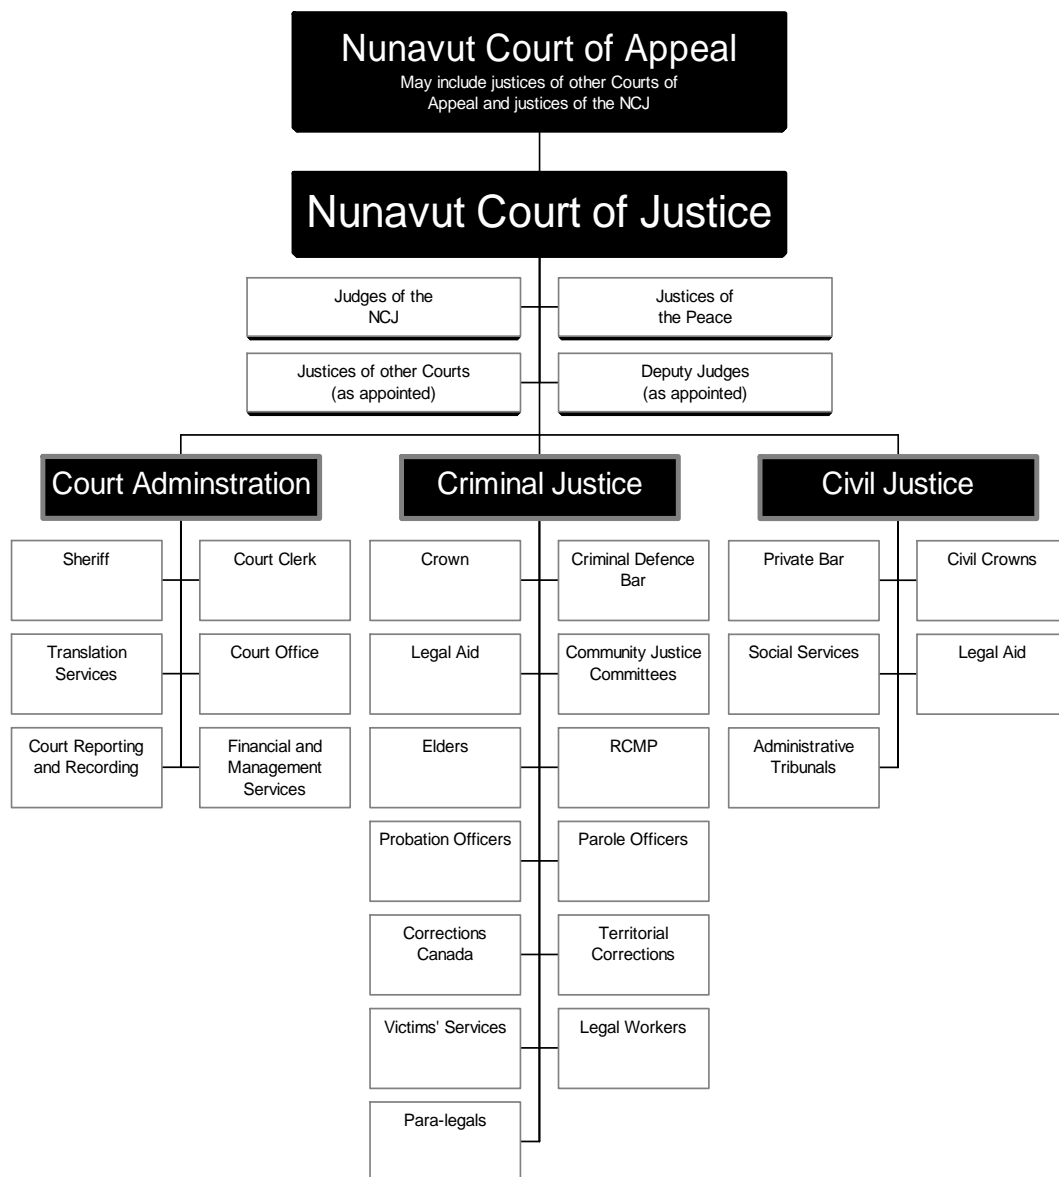 Nunavut Court of Appeal
May include justices of other Courts of
Appeal and justices of the NCJ
Nunavut Court of Justice
Judges of the
NCJ
Justices of
the Peace
Justices of other Courts
(as appointed)
Deputy Judges
(as appointed)
Court Adminstration
Criminal Justice
Civil Justice
Sheriff
Court Clerk
Translation
Services
Court Office
Court Reporting
and Recording
Financial and
Management
Services
Crown
Criminal Defence
Bar
Legal Aid
Community Justice
Committees
Elders
RCMP
Probation Officers
Parole Officers
Corrections
Canada
Territorial
Corrections
Victims' Services
Legal Workers
Para-legals
Private Bar
Civil Crowns
Social Services
Legal Aid
Administrative
Tribunals